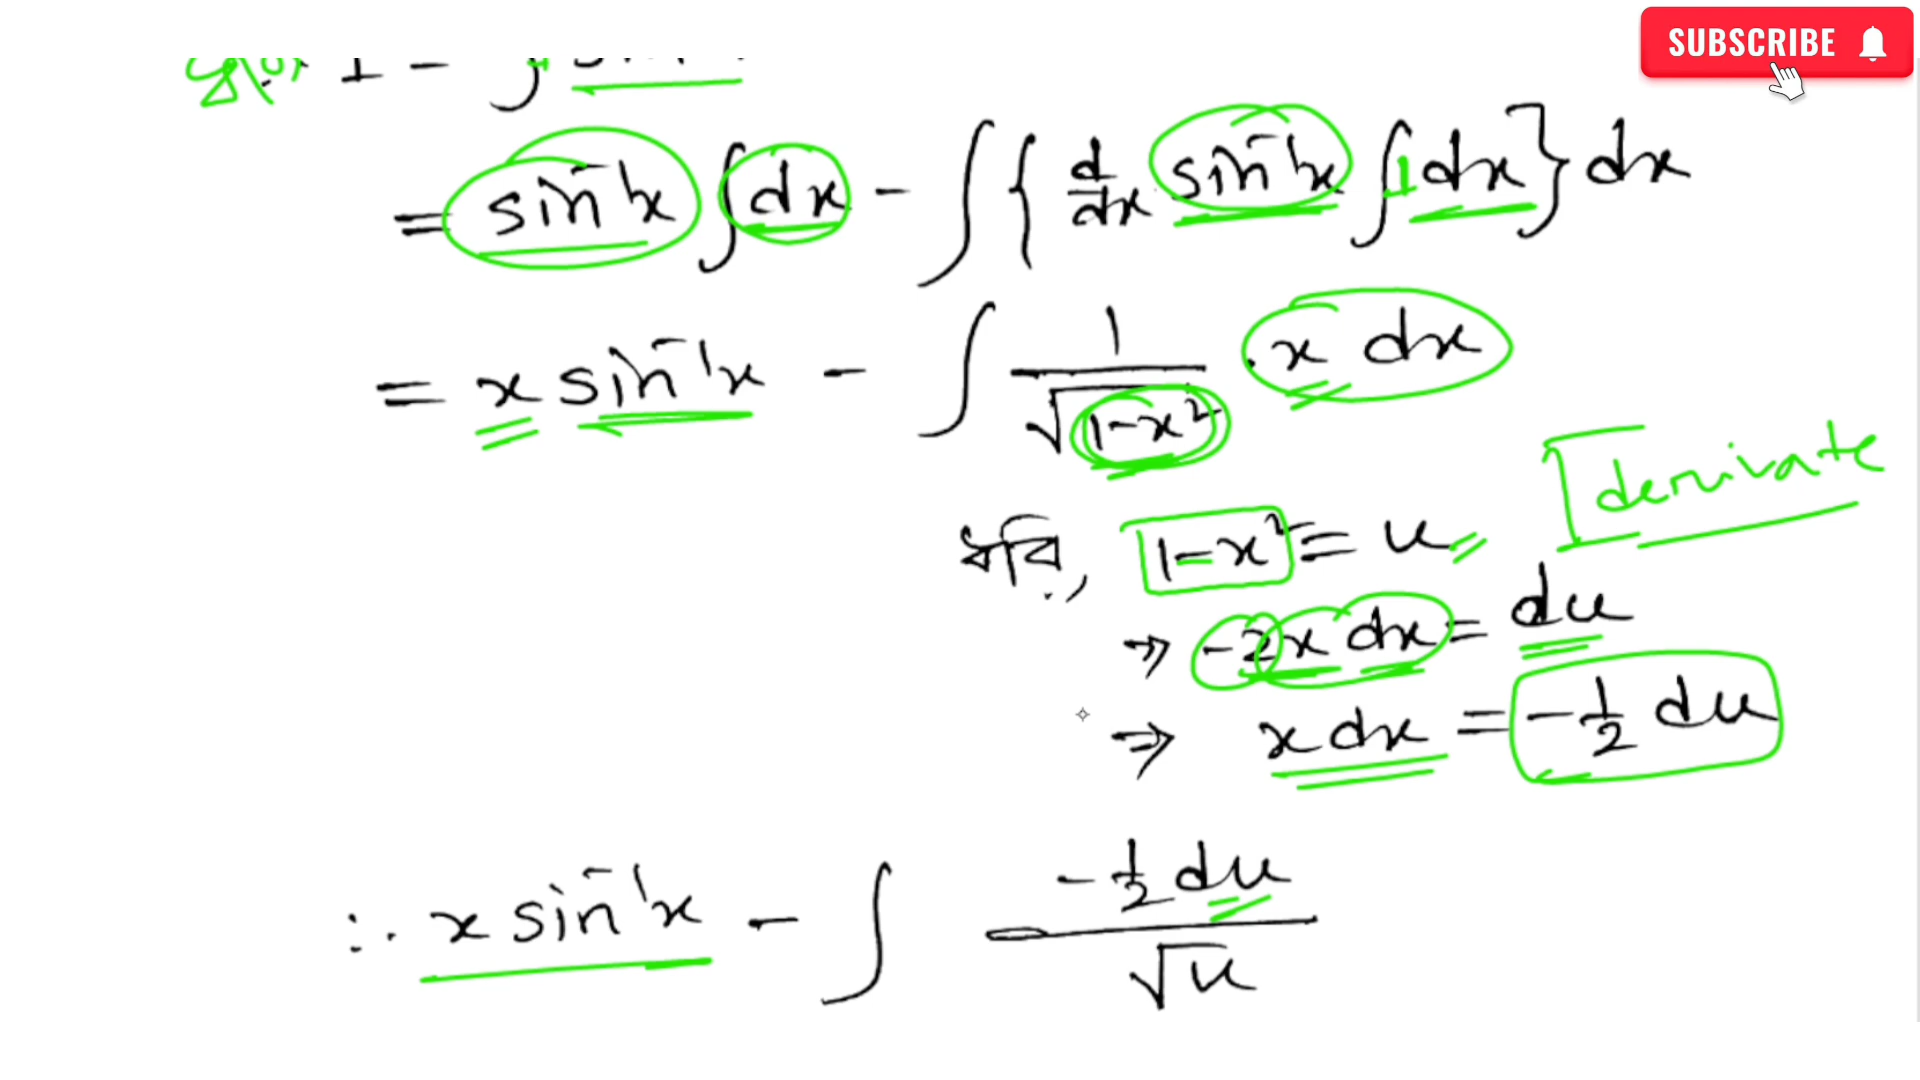 SUBSCRIBE
= sin⁻¹x ∫dx - ∫{ d/dx sin⁻¹x ∫1dx } dx
= x sin⁻¹x - ∫ 1/√(1-x²) . x dx
derivate
ধরি, 1-x² = u
⇒ -2x dx = du
⇒ x dx = -1/2 du
∴ x sin⁻¹x - ∫ (-1/2 du)/√u